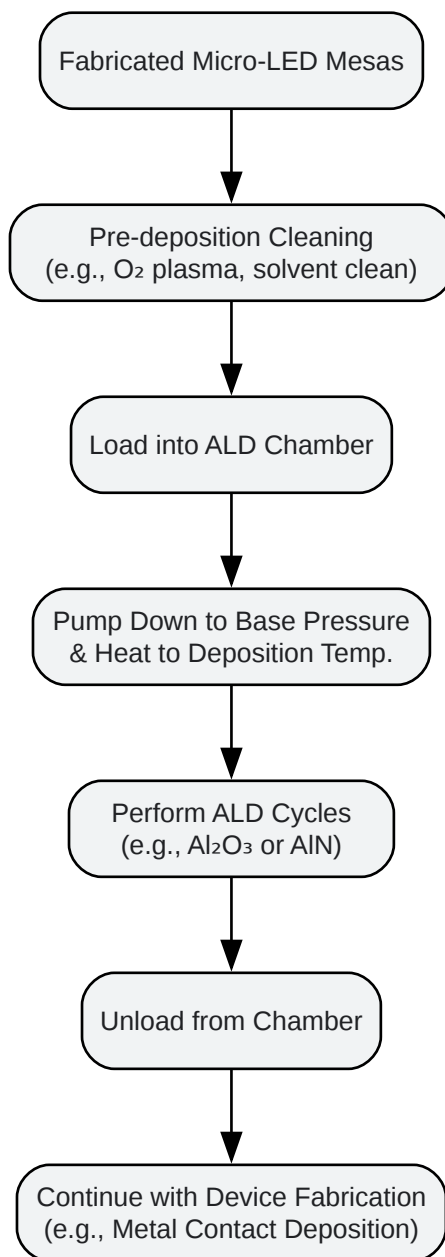 Fabricated Micro-LED Mesas
Pre-deposition Cleaning
(e.g., O₂ plasma, solvent clean)
Load into ALD Chamber
Pump Down to Base Pressure
& Heat to Deposition Temp.
Perform ALD Cycles
(e.g., Al₂O₃ or AlN)
Unload from Chamber
Continue with Device Fabrication
(e.g., Metal Contact Deposition)